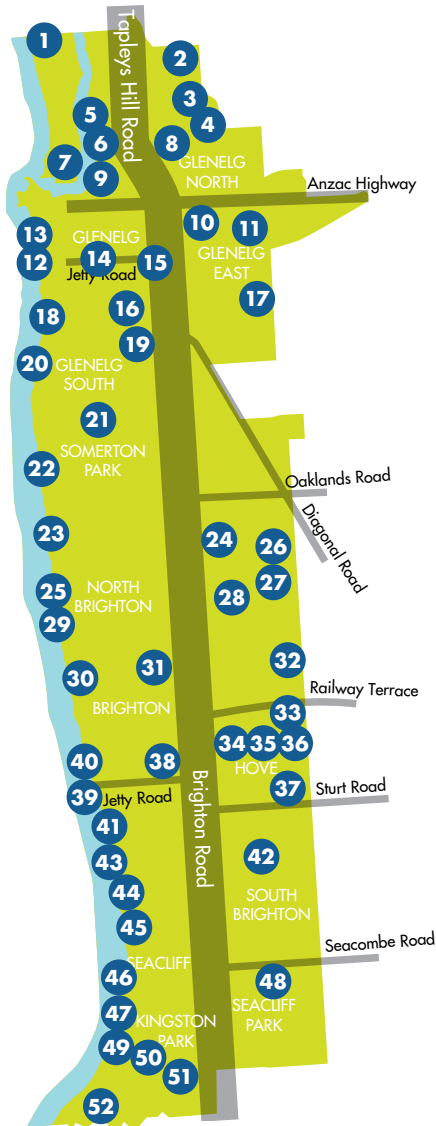 1
Tapleys Hill Road
2
3
5
4
6
8
7
GLENELG
NORTH
9
Anzac Highway
10
11
13
GLENELG
12
14
15
GLENELG
EAST
Jetty Road
17
16
18
19
20
GLENELG
SOUTH
21
SOMERTON
PARK
22
Oaklands Road
Diagonal Road
23
24
26
27
25
NORTH
BRIGHTON
28
29
32
31
30
Railway Terrace
BRIGHTON
33
34
35
36
HOVE
40
38
37
Sturt Road
39
Jetty Road
Brighton Road
41
42
43
44
SOUTH
BRIGHTON
45
Seacombe Road
SEACLIFF
46
48
SEACLIFF
PARK
47
KINGSTON
PARK
49
50
51
52